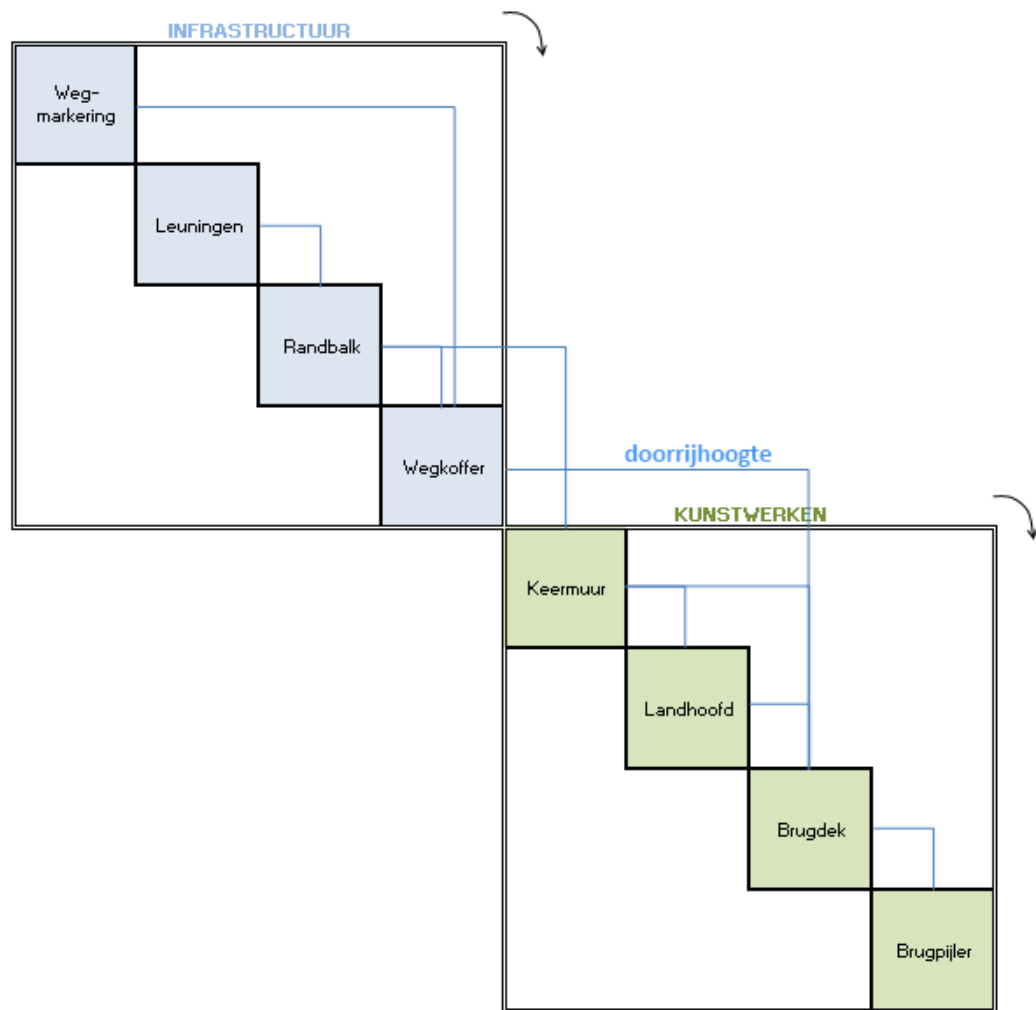 INFRASTRUCTUUR
Weg-
markering
Leuningen
Randbalk
Wegkoffer
doorrijhoogte
KUNSTWERKEN
Keermuur
Landhoofd
Brugdek
Brugpijler